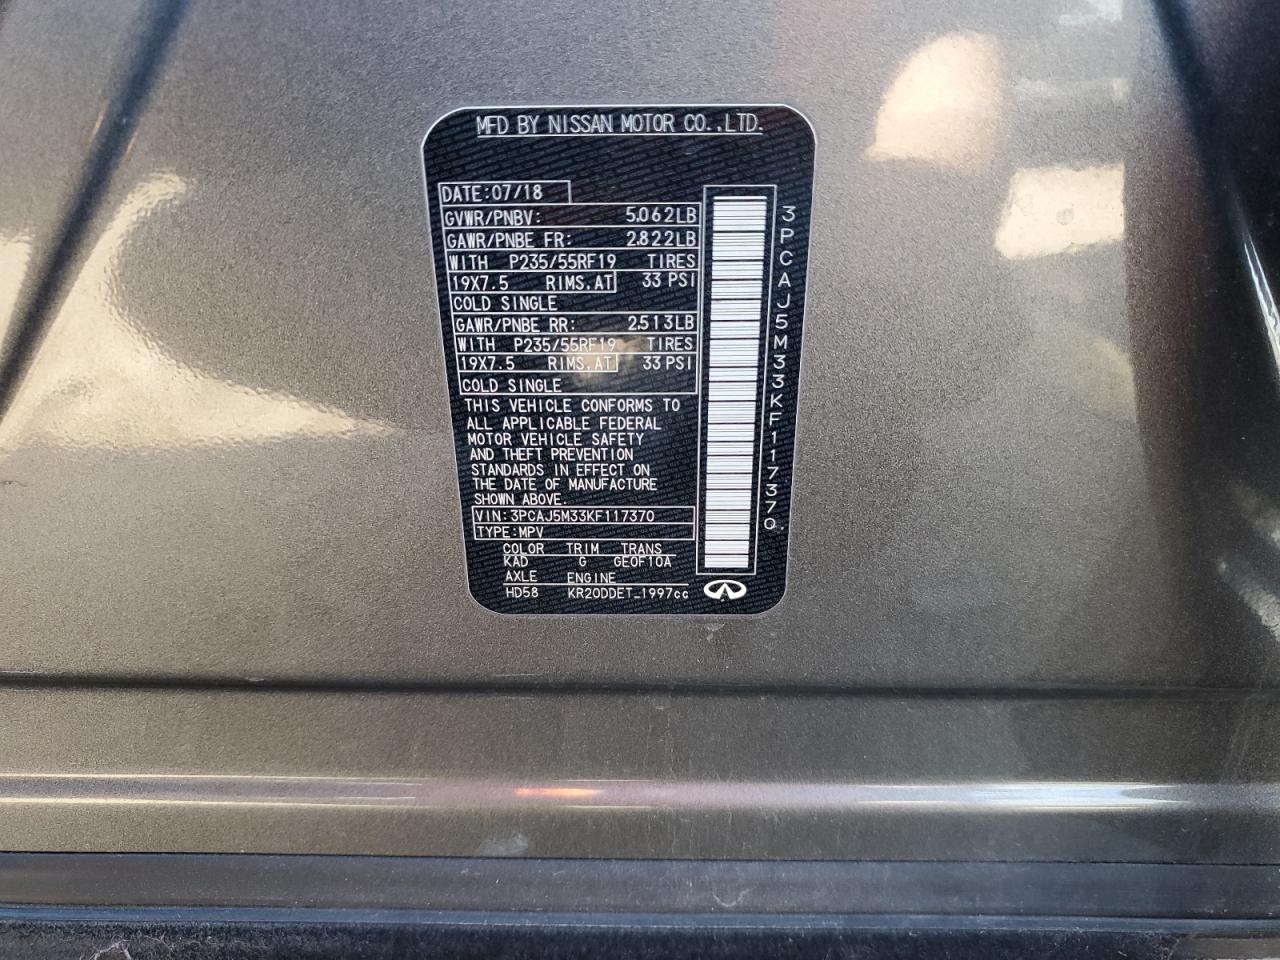 MFD BY NISSAN MOTOR CO.,LTD.
DATE:07/18
GVWR/PNBV: 5.062LB
GAWR/PNBE FR: 2.822LB
WITH P235/55RF19 TIRES
19X7.5 RIMS.AT 33 PSI
COLD SINGLE
GAWR/PNBE RR: 2.513LB
WITH P235/55RF19 TIRES
19X7.5 RIMS.AT 33 PSI
COLD SINGLE
THIS VEHICLE CONFORMS TO
ALL APPLICABLE FEDERAL
MOTOR VEHICLE SAFETY
AND THEFT PREVENTION
STANDARDS IN EFFECT ON
THE DATE OF MANUFACTURE
SHOWN ABOVE.
VIN:3PCAJ5M33KF117370
TYPE:MPV
COLOR TRIM TRANS
KAD G GE0F10A
AXLE ENGINE
HD58 KR20DDET_1997cc
3PCAJ5M33KF117370.